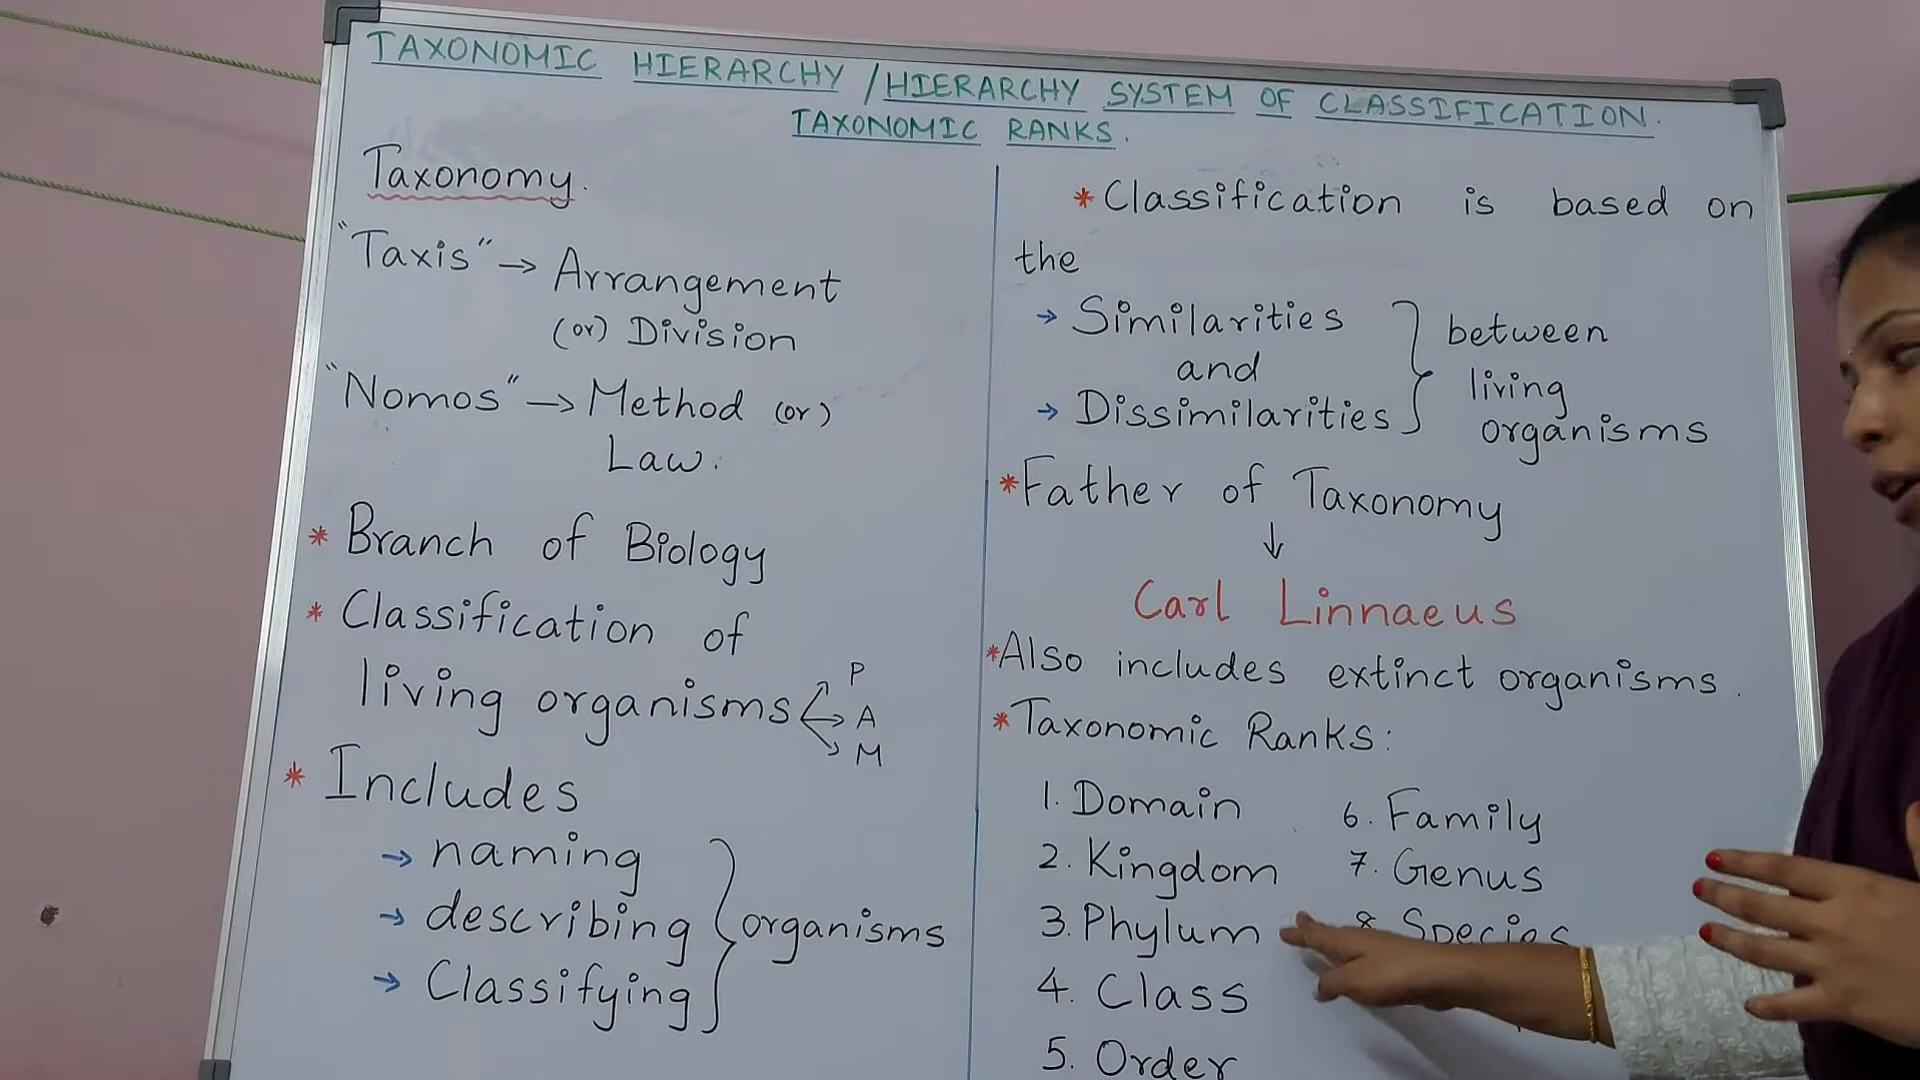 TAXONOMIC HIERARCHY / HIERARCHY SYSTEM OF CLASSIFICATION.
TAXONOMIC RANKS.
Taxonomy.
"Taxis" → Arrangement
(or) Division
"Nomos" → Method (or)
Law.
* Branch of Biology
* Classification of
living organisms
P
A
M
* Includes
→ naming
→ describing } organisms
→ Classifying
* Classification is based on
the
→ Similarities
and
→ Dissimilarities
} between
living
organisms
* Father of Taxonomy
↓
Carl Linnaeus
* Also includes extinct organisms.
* Taxonomic Ranks:
1. Domain
2. Kingdom
3. Phylum
4. Class
5. Order
6. Family
7. Genus
8 Species